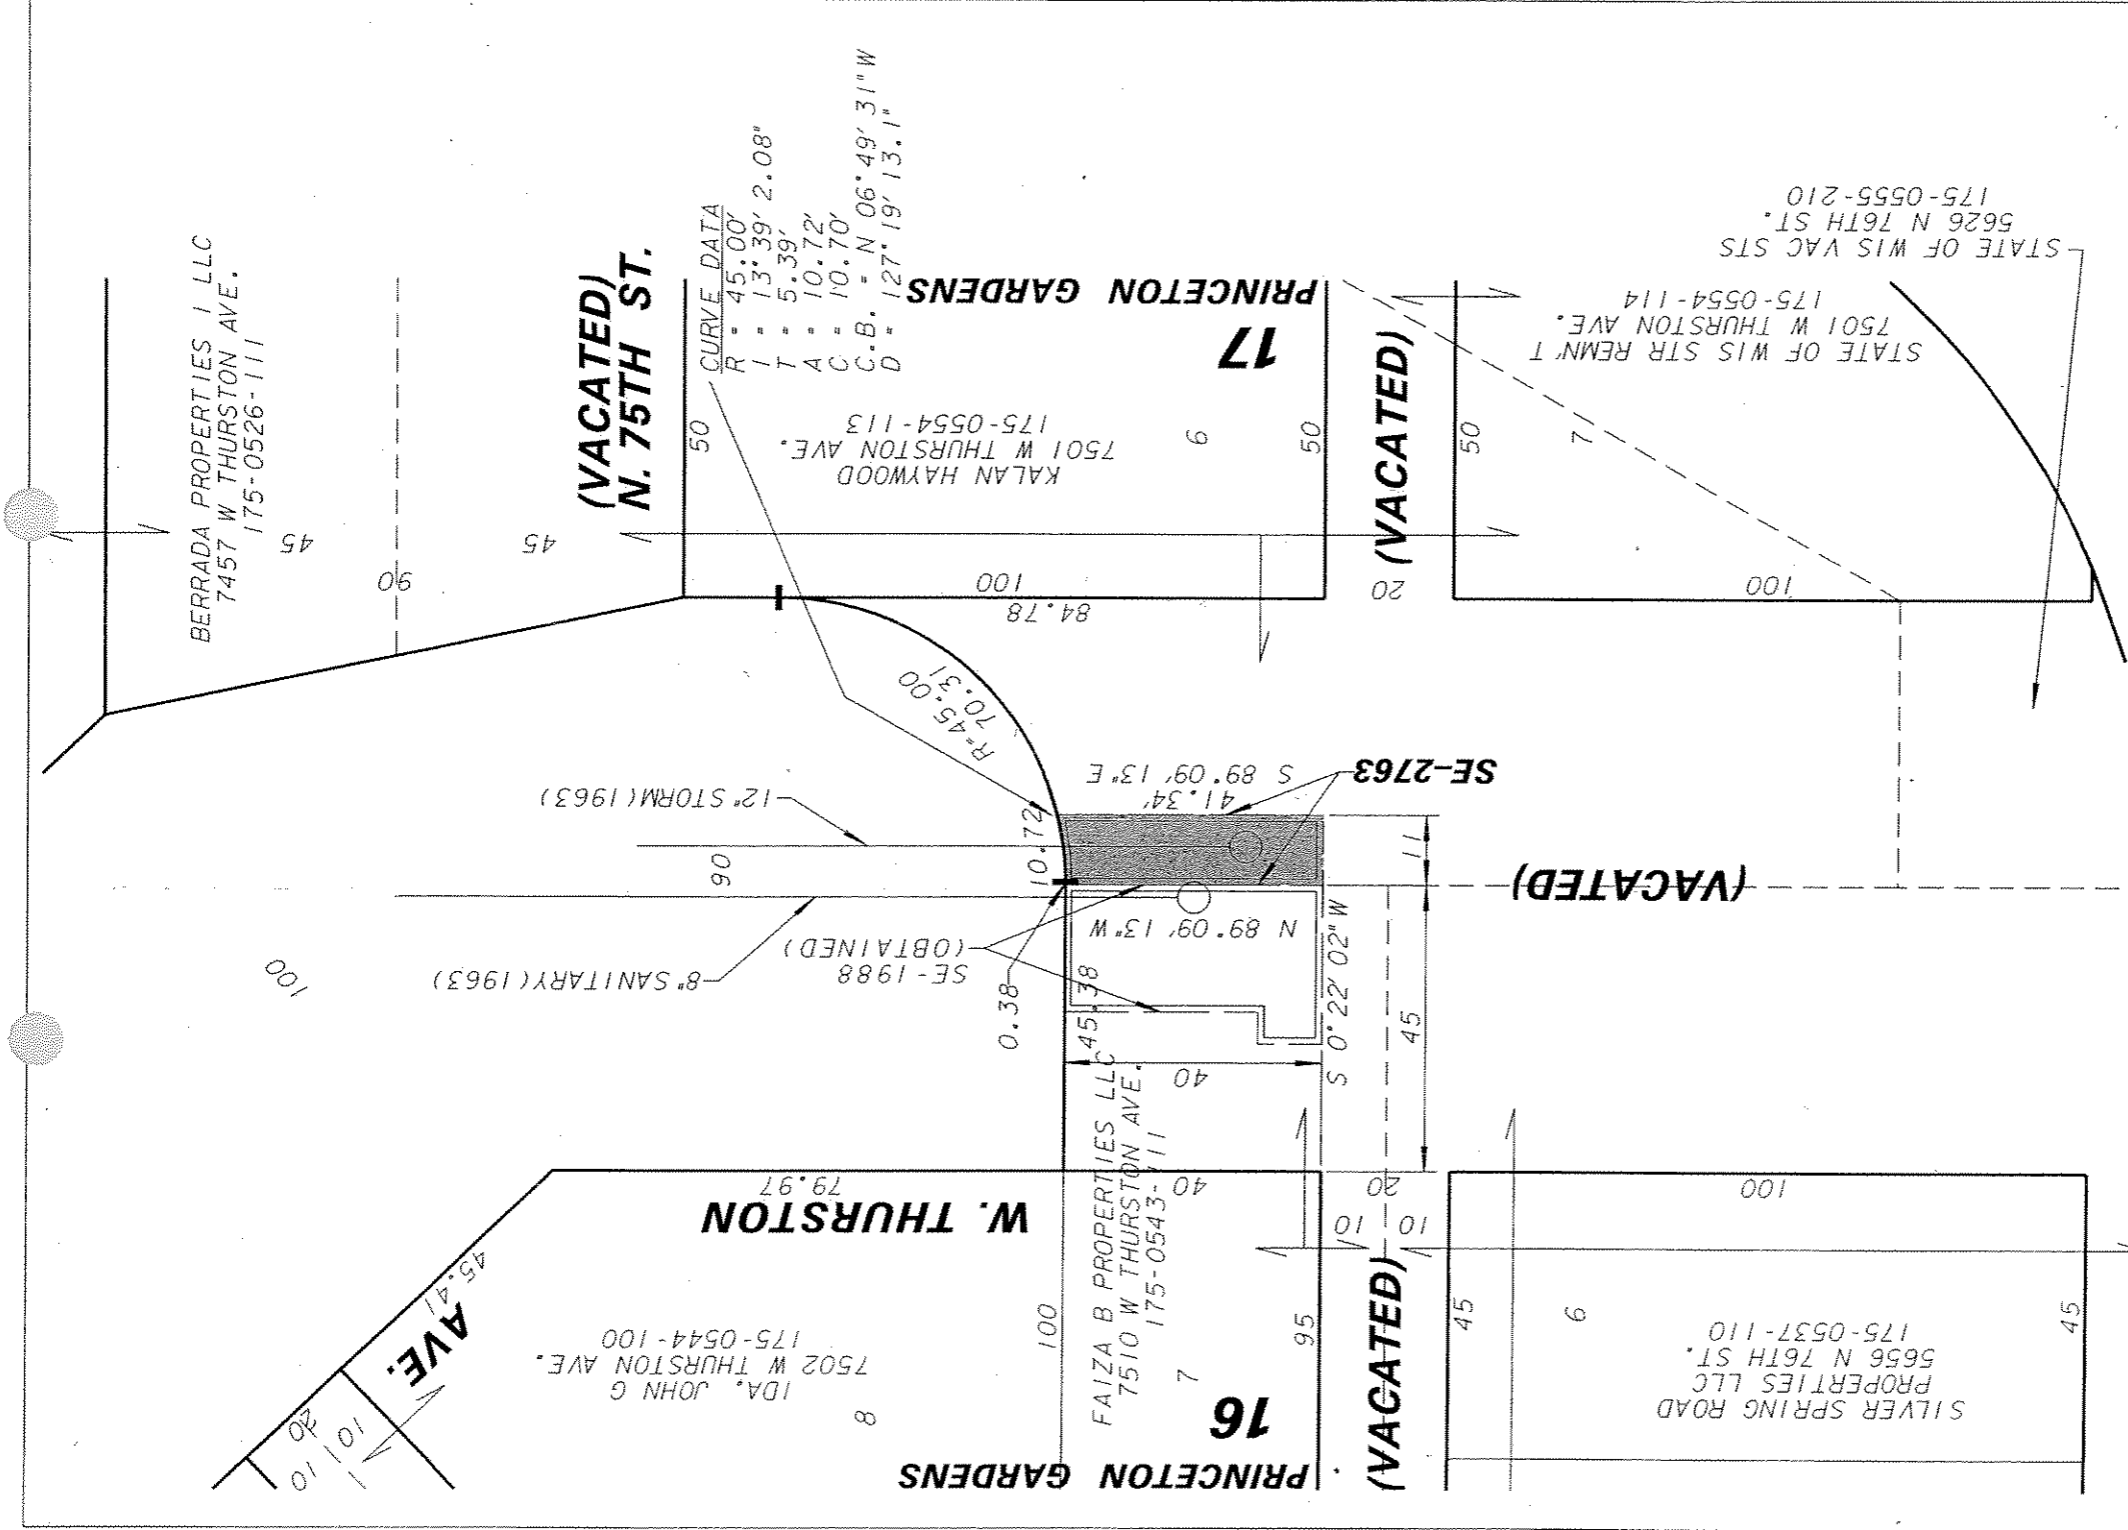 BERRADA PROPERTIES 1 LLC
7457 W THURSTON AVE.
175-0526-111
45
90
45
(VACATED)
N. 75TH ST.
CURVE DATA
R = 45.00'
I = 13°39' 2.08"
T = 5.39'
A = 10.72'
C = 10.70'
C.B. = N 06°49' 31"W
D = 127°19' 13.1"
PRINCETON GARDENS
17
50
KALAN HAYWOOD
7501 W THURSTON AVE.
175-0554-113
6
50
100
84.78
(VACATED)
20
50
7
100
STATE OF WIS STR REMN'T
7501 W THURSTON AVE.
175-0554-114
STATE OF WIS VAC STS
5626 N 76TH ST.
175-0555-210
R=45.00
70.31
12" STORM(1963)
90
8" SANITARY(1963)
100
SE-1988
(OBTAINED)
0.38
10.72
45.38
41.34'
S 89°09' 13"E
SE-2763
11
N 89°09' 13"W
S 0°22' 02"W
45
40
(VACATED)
W. THURSTON
AVE.
79.97
45.41
40
20
10
10
100
20
10
10
IDA, JOHN G
7502 W THURSTON AVE.
175-0544-100
8
100
FAIZA B PROPERTIES LLC
7510 W THURSTON AVE.
175-0543-111
7
95
16
PRINCETON GARDENS
(VACATED)
45
6
45
SILVER SPRING ROAD
PROPERTIES LLC
5656 N 76TH ST.
175-0537-110